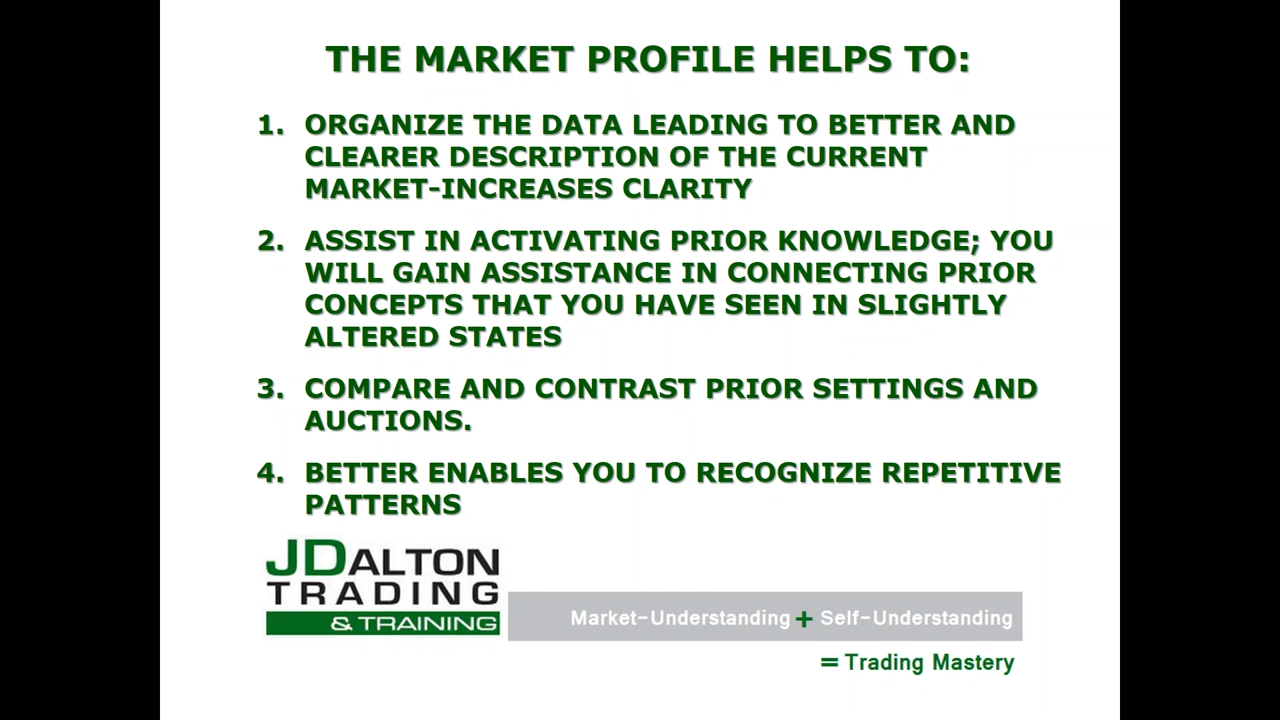 THE MARKET PROFILE HELPS TO:
1. ORGANIZE THE DATA LEADING TO BETTER AND
CLEARER DESCRIPTION OF THE CURRENT
MARKET-INCREASES CLARITY
2. ASSIST IN ACTIVATING PRIOR KNOWLEDGE; YOU
WILL GAIN ASSISTANCE IN CONNECTING PRIOR
CONCEPTS THAT YOU HAVE SEEN IN SLIGHTLY
ALTERED STATES
3. COMPARE AND CONTRAST PRIOR SETTINGS AND
AUCTIONS.
4. BETTER ENABLES YOU TO RECOGNIZE REPETITIVE
PATTERNS
JDALTON
TRADING
& TRAINING
Market-Understanding + Self-Understanding
= Trading Mastery